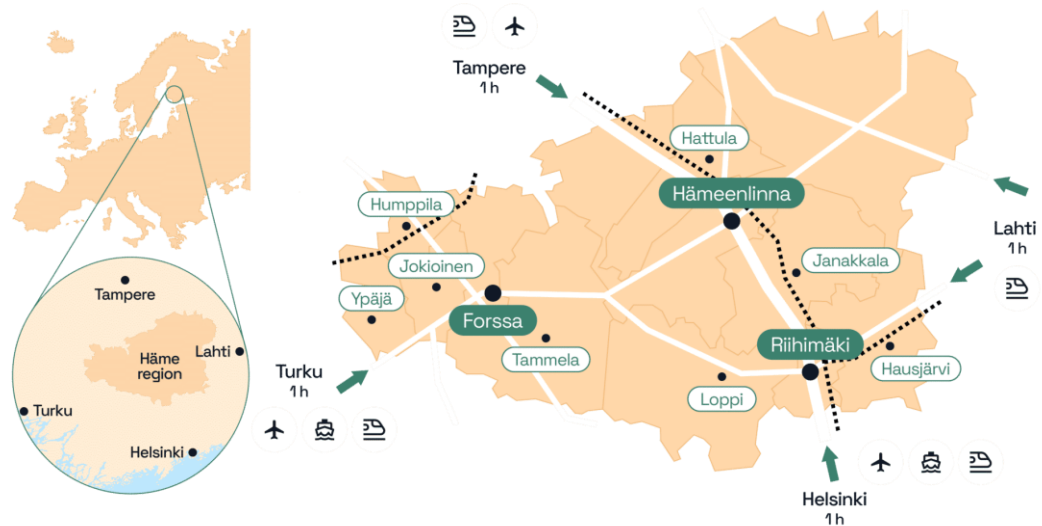 Tampere
1 h
Hattula
Hämeenlinna
Humppila
Lahti
1 h
Jokioinen
Janakkala
Ypäjä
Forssa
Riihimäki
Tammela
Hausjärvi
Loppi
Turku
1 h
Helsinki
1 h
Tampere
Häme
region
Lahti
Turku
Helsinki